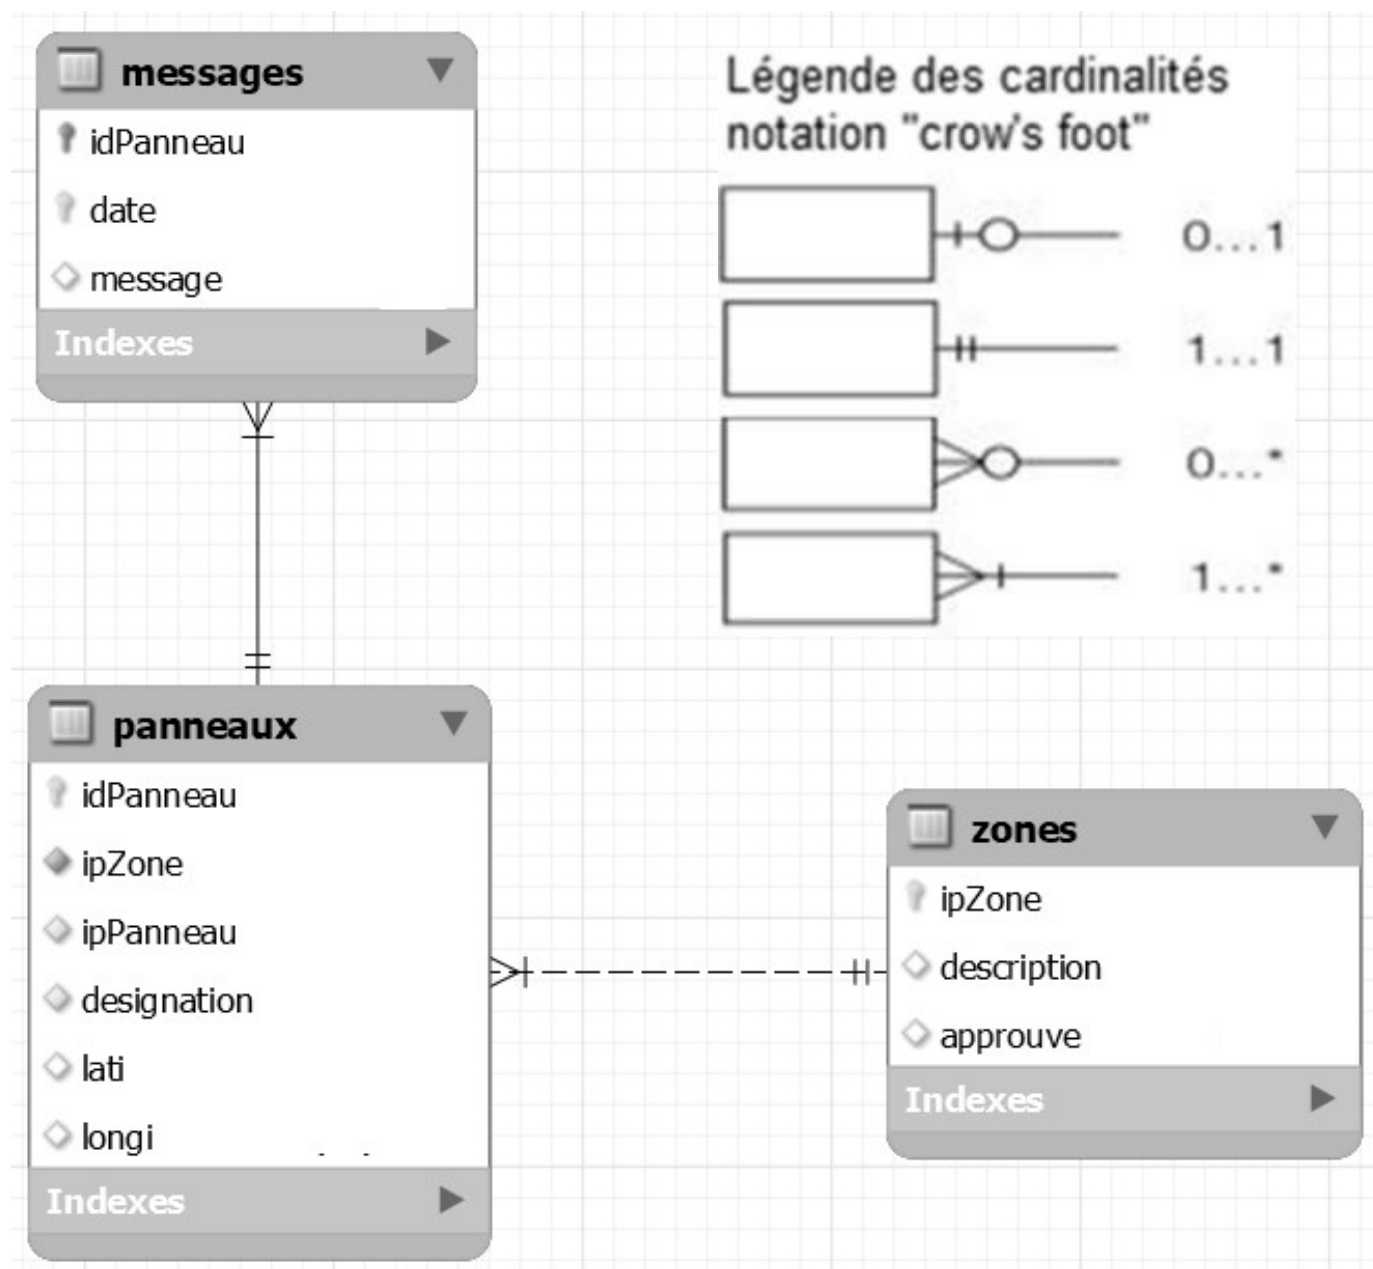 messages
idPanneau
date
message
Indexes
Légende des cardinalités
notation "crow's foot"
0...1
1...1
0...*
1...*
panneaux
idPanneau
ipZone
ipPanneau
designation
lati
longi
Indexes
zones
ipZone
description
approuve
Indexes